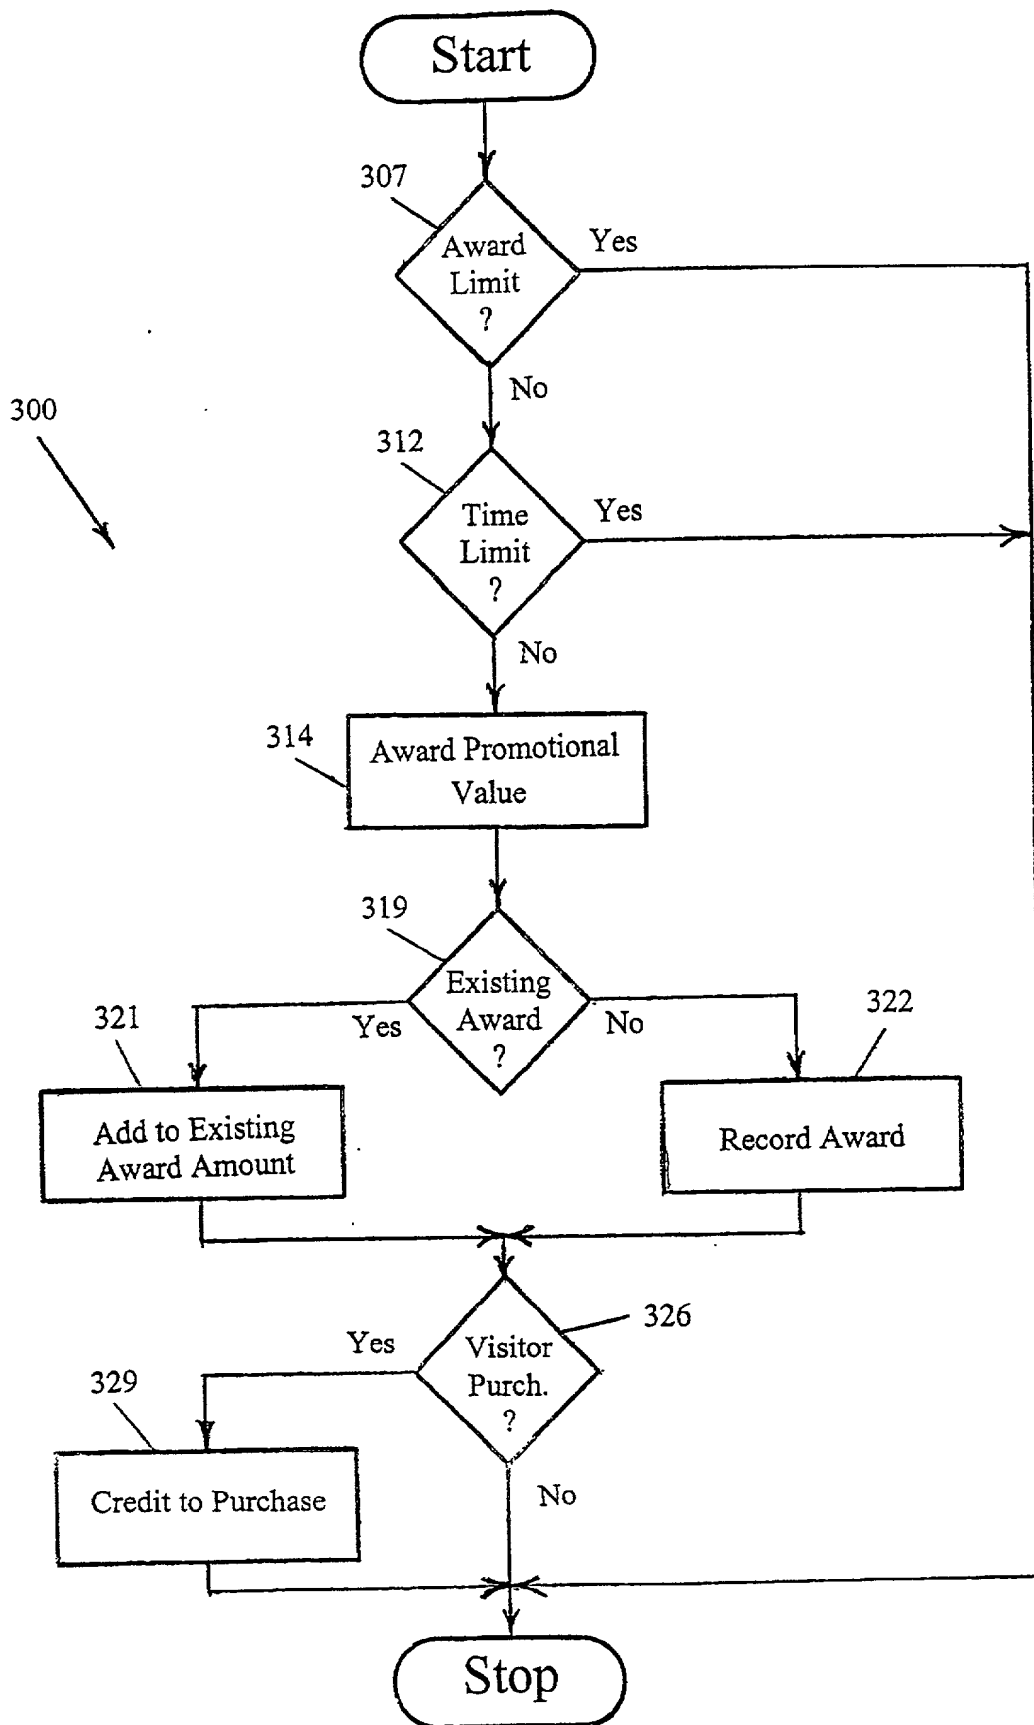 Start
307
Award
Limit
?
Yes
No
300
312
Time
Limit
?
Yes
No
314
Award Promotional
Value
319
Existing
Award
?
Yes
No
321
322
Add to Existing
Award Amount
Record Award
326
Visitor
Purch.
?
Yes
329
Credit to Purchase
No
Stop